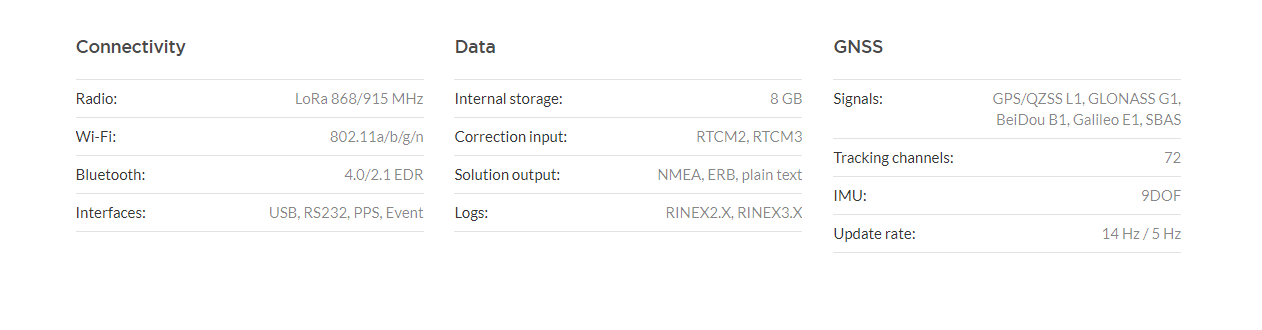 Connectivity
Radio: LoRa 868/915 MHz
Wi-Fi: 802.11a/b/g/n
Bluetooth: 4.0/2.1 EDR
Interfaces: USB, RS232, PPS, Event
Data
Internal storage: 8 GB
Correction input: RTCM2, RTCM3
Solution output: NMEA, ERB, plain text
Logs: RINEX2.X, RINEX3.X
GNSS
Signals: GPS/QZSS L1, GLONASS G1,
BeiDou B1, Galileo E1, SBAS
Tracking channels: 72
IMU: 9DOF
Update rate: 14 Hz / 5 Hz